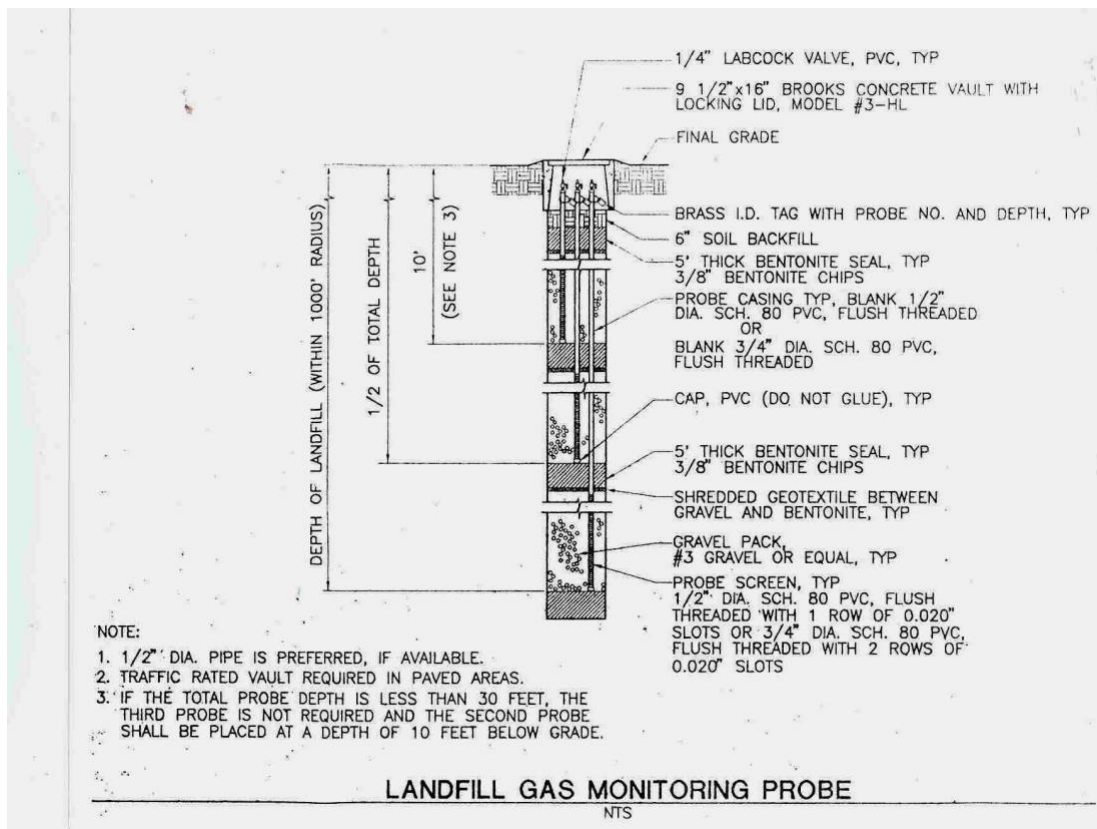 1/4" LABCOCK VALVE, PVC, TYP
9 1/2"x16" BROOKS CONCRETE VAULT WITH
LOCKING LID, MODEL #3-HL
FINAL GRADE
BRASS I.D. TAG WITH PROBE NO. AND DEPTH, TYP
6" SOIL BACKFILL
5' THICK BENTONITE SEAL, TYP
3/8" BENTONITE CHIPS
PROBE CASING TYP, BLANK 1/2"
DIA. SCH. 80 PVC, FLUSH THREADED
OR
BLANK 3/4" DIA. SCH. 80 PVC,
FLUSH THREADED
CAP, PVC (DO NOT GLUE), TYP
5' THICK BENTONITE SEAL, TYP
3/8" BENTONITE CHIPS
SHREDDED GEOTEXTILE BETWEEN
GRAVEL AND BENTONITE, TYP
GRAVEL PACK,
#3 GRAVEL OR EQUAL, TYP
PROBE SCREEN, TYP
1/2" DIA. SCH. 80 PVC, FLUSH
THREADED WITH 1 ROW OF 0.020"
SLOTS OR 3/4" DIA. SCH. 80 PVC,
FLUSH THREADED WITH 2 ROWS OF
0.020" SLOTS
DEPTH OF LANDFILL (WITHIN 1000' RADIUS)
1/2 OF TOTAL DEPTH
10'
(SEE NOTE 3)
NOTE:
1. 1/2" DIA. PIPE IS PREFERRED, IF AVAILABLE.
2. TRAFFIC RATED VAULT REQUIRED IN PAVED AREAS.
3. IF THE TOTAL PROBE DEPTH IS LESS THAN 30 FEET, THE
THIRD PROBE IS NOT REQUIRED AND THE SECOND PROBE
SHALL BE PLACED AT A DEPTH OF 10 FEET BELOW GRADE.
LANDFILL GAS MONITORING PROBE
NTS